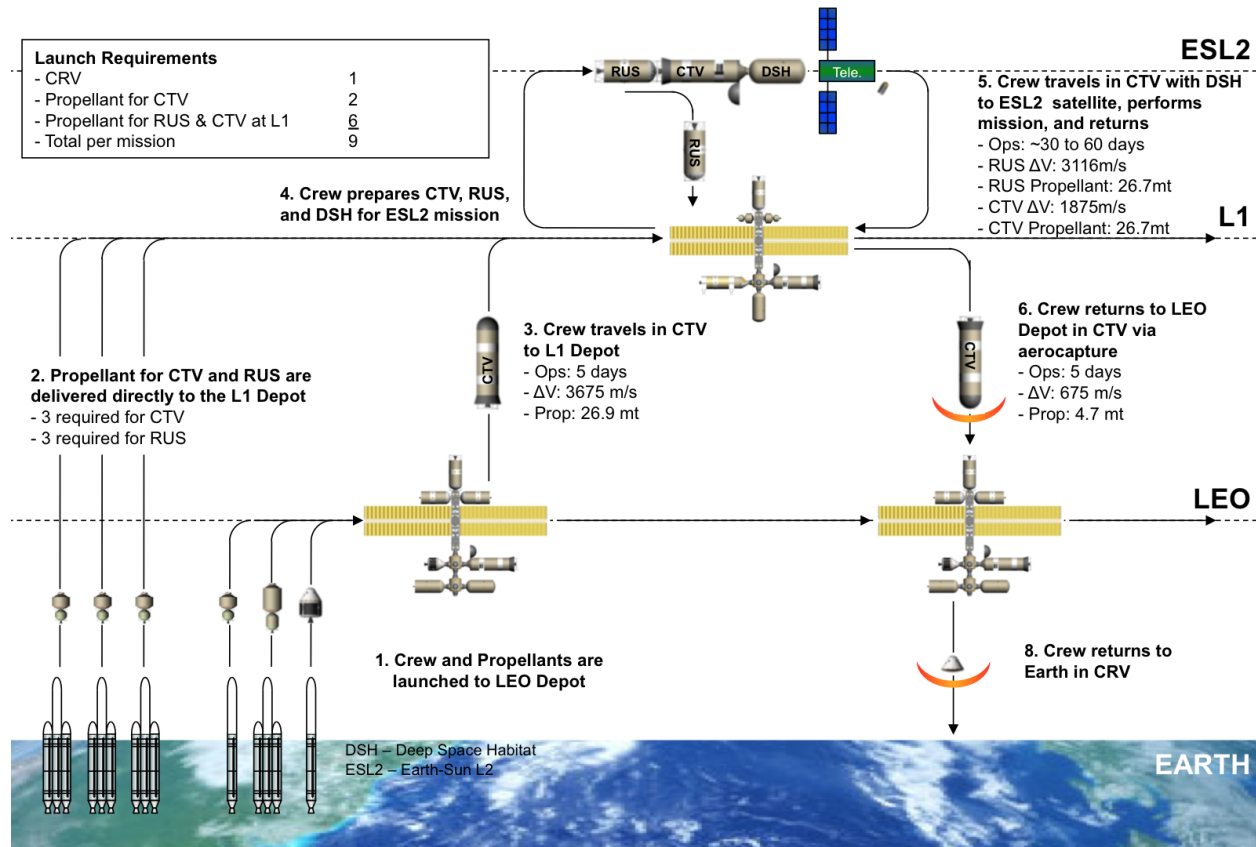 ESL2
Launch Requirements
- CRV 1
- Propellant for CTV 2
- Propellant for RUS & CTV at L1 6
- Total per mission 9
RUS
CTV
DSH
Tele.
RUS
5. Crew travels in CTV with DSH
to ESL2 satellite, performs
mission, and returns
- Ops: ~30 to 60 days
- RUS ΔV: 3116m/s
- RUS Propellant: 26.7mt
- CTV ΔV: 1875m/s
- CTV Propellant: 26.7mt
4. Crew prepares CTV, RUS,
and DSH for ESL2 mission
L1
3. Crew travels in CTV
to L1 Depot
- Ops: 5 days
- ΔV: 3675 m/s
- Prop: 26.9 mt
CTV
CTV
6. Crew returns to LEO
Depot in CTV via
aerocapture
- Ops: 5 days
- ΔV: 675 m/s
- Prop: 4.7 mt
2. Propellant for CTV and RUS are
delivered directly to the L1 Depot
- 3 required for CTV
- 3 required for RUS
LEO
1. Crew and Propellants are
launched to LEO Depot
8. Crew returns to
Earth in CRV
DSH – Deep Space Habitat
ESL2 – Earth-Sun L2
EARTH